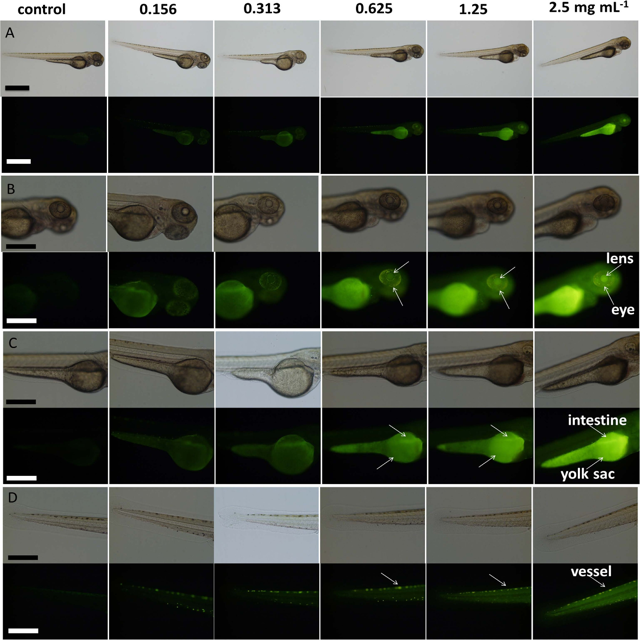 control 0.156 0.313 0.625 1.25 2.5 mg mL-1
A
B
lens
eye
C
intestine
yolk sac
D
vessel